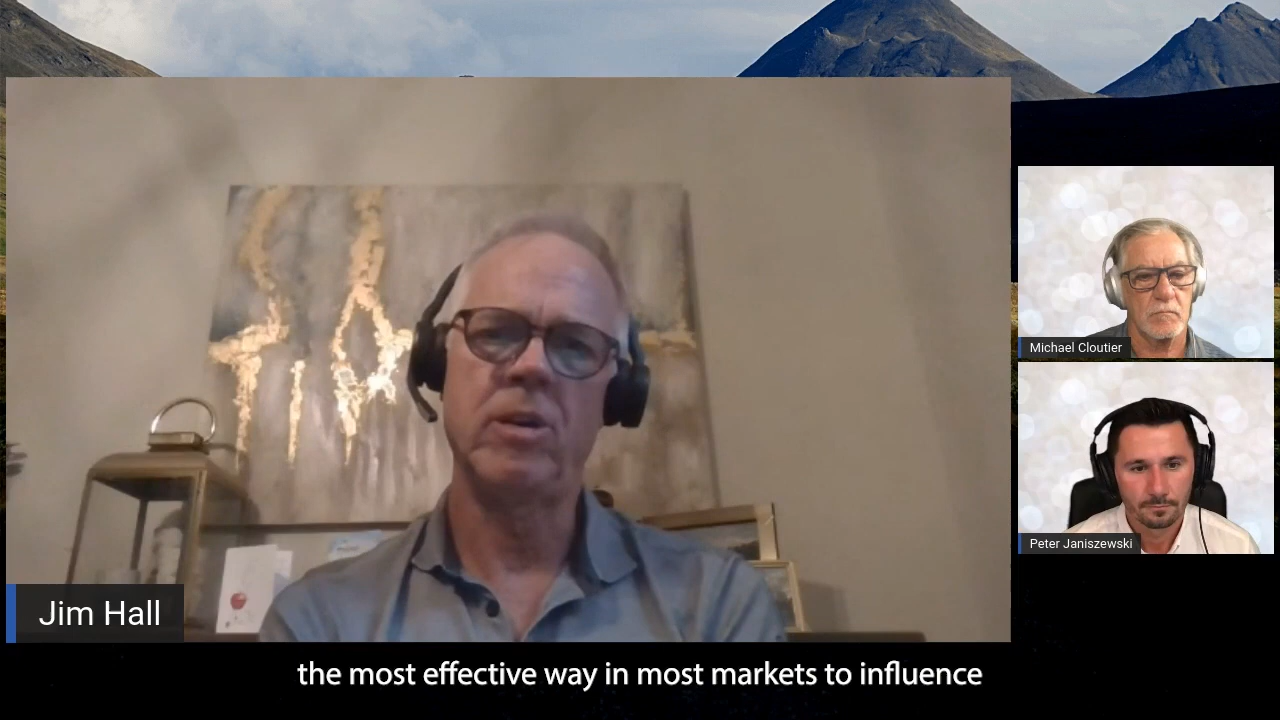 Michael Cloutier
Peter Janiszewski
Jim Hall
the most effective way in most markets to influence